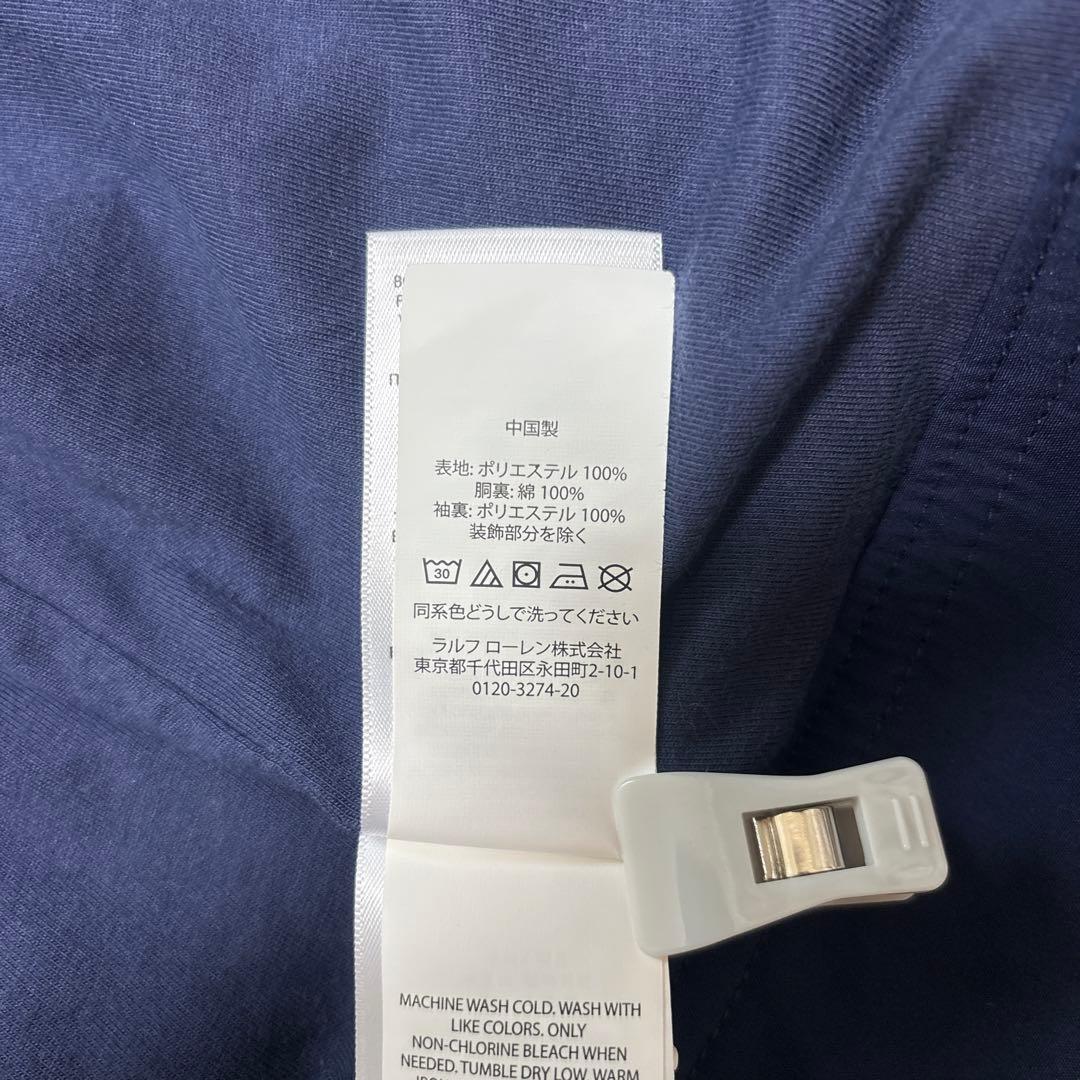 中国製
表地: ポリエステル 100%
胴裏: 綿 100%
袖裏: ポリエステル 100%
装飾部分を除く
30
同系色どうしで洗ってください
ラルフ ローレン株式会社
東京都千代田区永田町2-10-1
0120-3274-20
MACHINE WASH COLD. WASH WITH
LIKE COLORS. ONLY
NON-CHLORINE BLEACH WHEN
NEEDED. TUMBLE DRY LOW. WARM